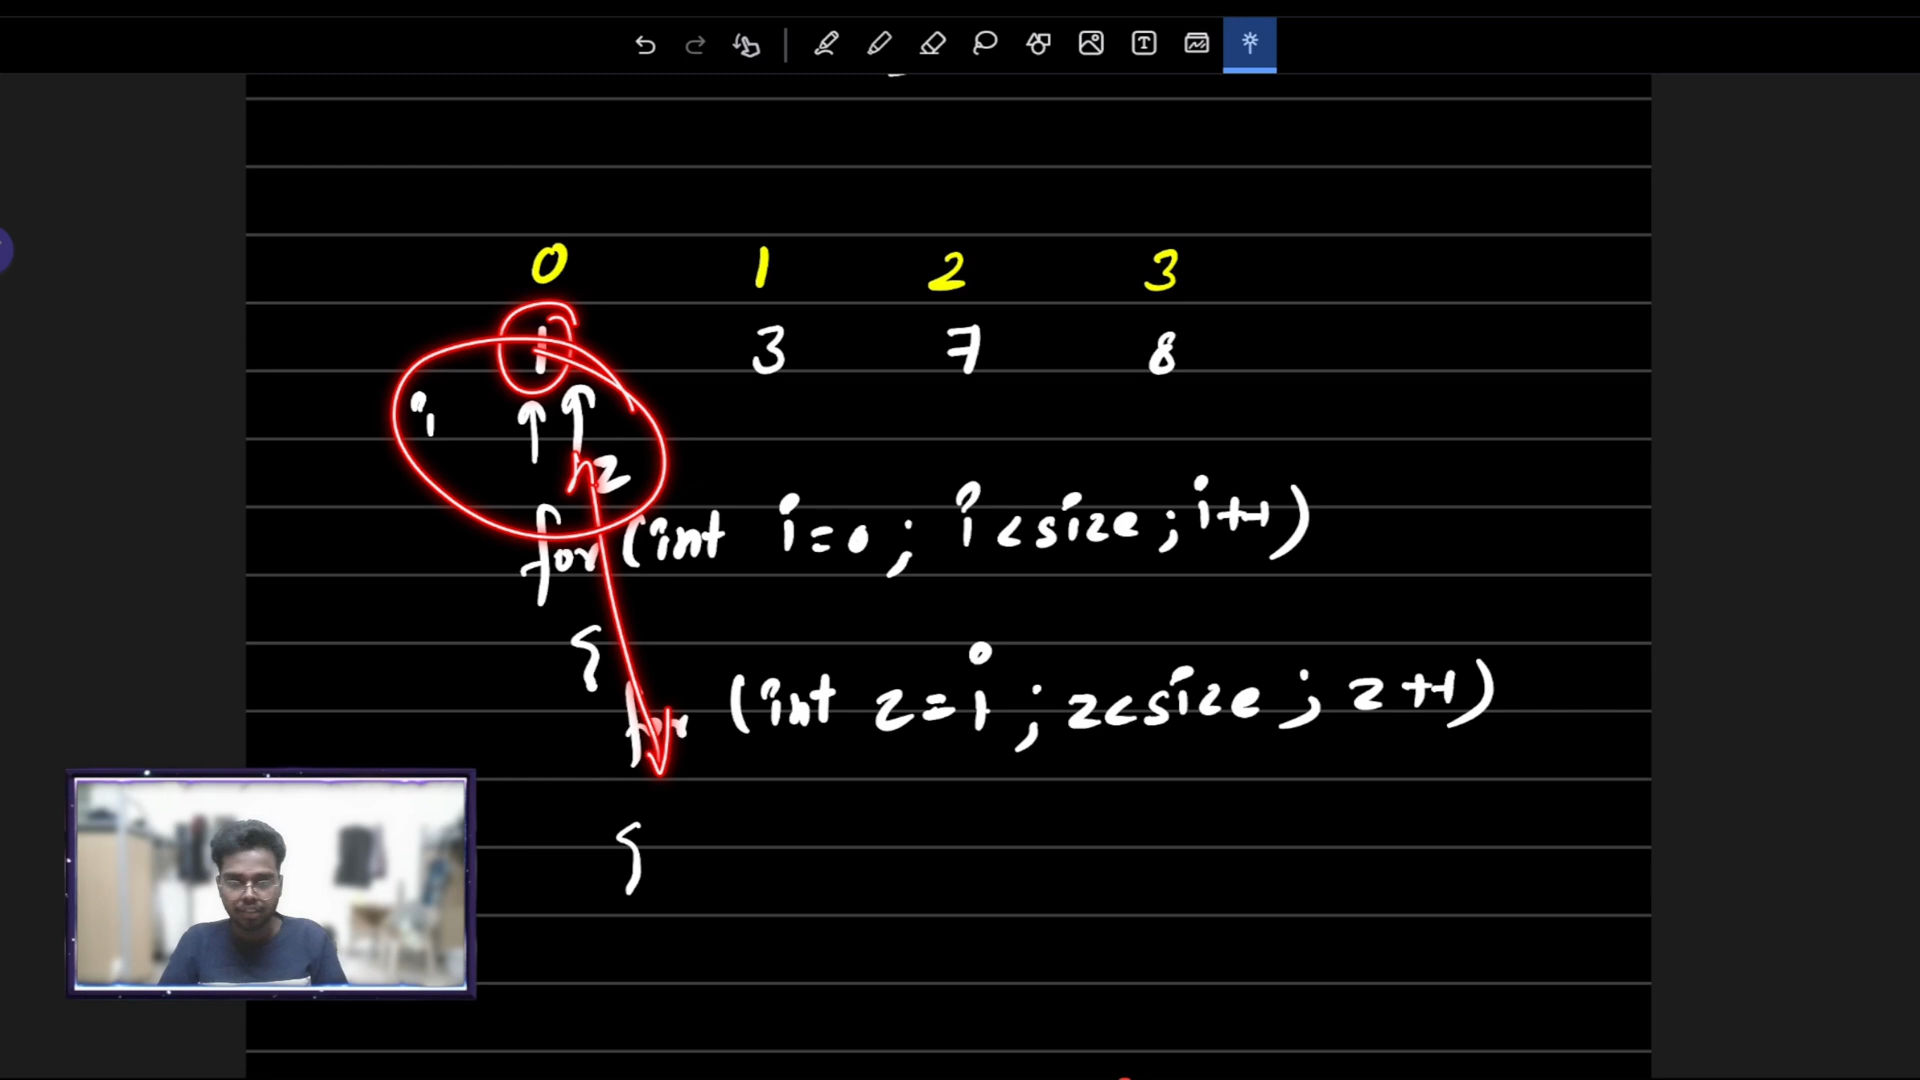 0 1 2 3
1 3 7 8
i
z
for (int i=0; i<size; i++)
{
for (int z=i; z<size; z++)
{